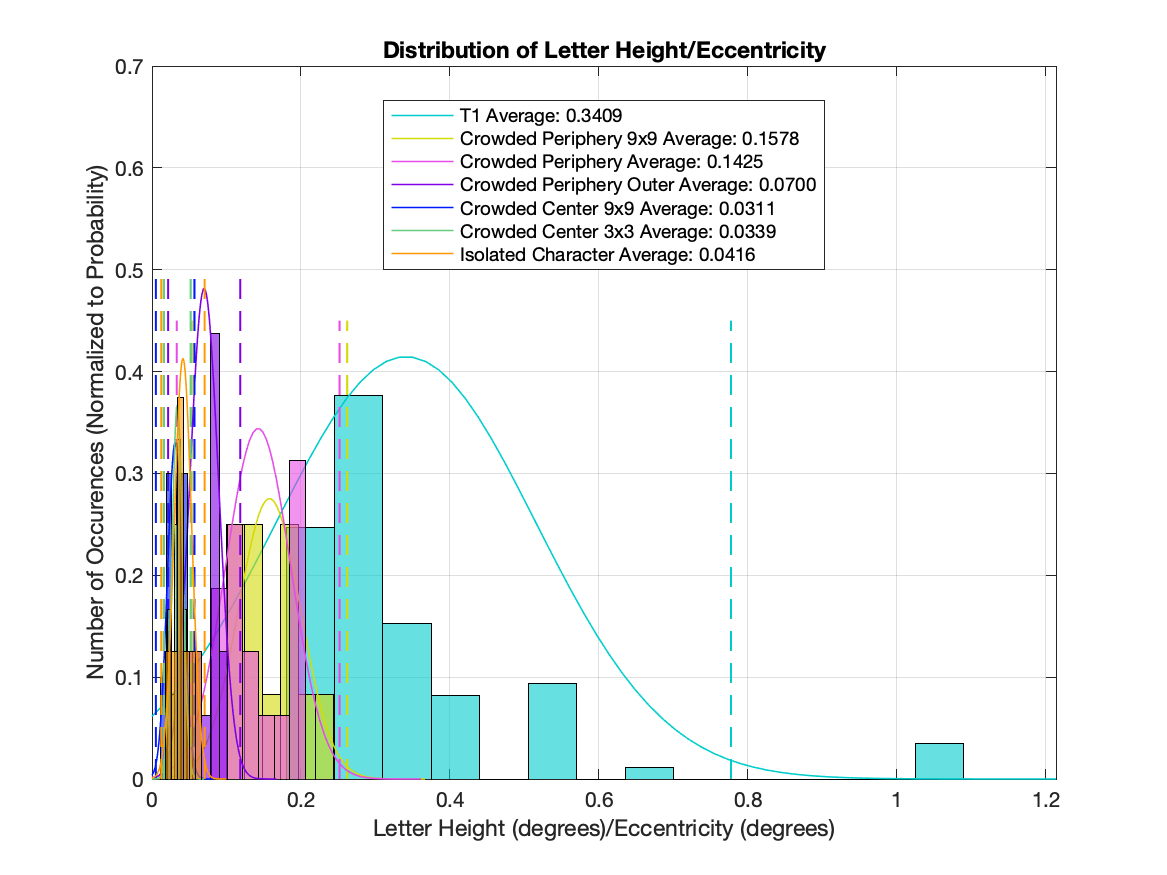 Distribution of Letter Height/Eccentricity
0.7
0.6
0.5
0.4
0.3
0.2
0.1
0
Number of Occurences (Normalized to Probability)
T1 Average: 0.3409
Crowded Periphery 9x9 Average: 0.1578
Crowded Periphery Average: 0.1425
Crowded Periphery Outer Average: 0.0700
Crowded Center 9x9 Average: 0.0311
Crowded Center 3x3 Average: 0.0339
Isolated Character Average: 0.0416
0 0.2 0.4 0.6 0.8 1 1.2
Letter Height (degrees)/Eccentricity (degrees)